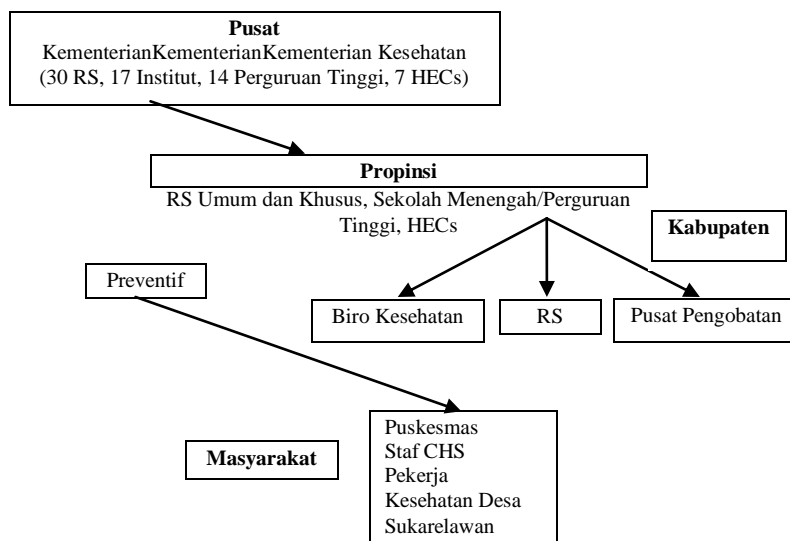 Pusat
KementerianKementerianKementerian Kesehatan
(30 RS, 17 Institut, 14 Perguruan Tinggi, 7 HECs)
Propinsi
RS Umum dan Khusus, Sekolah Menengah/Perguruan
Tinggi, HECs
Kabupaten
Preventif
Biro Kesehatan
RS
Pusat Pengobatan
Masyarakat
Puskesmas
Staf CHS
Pekerja
Kesehatan Desa
Sukarelawan